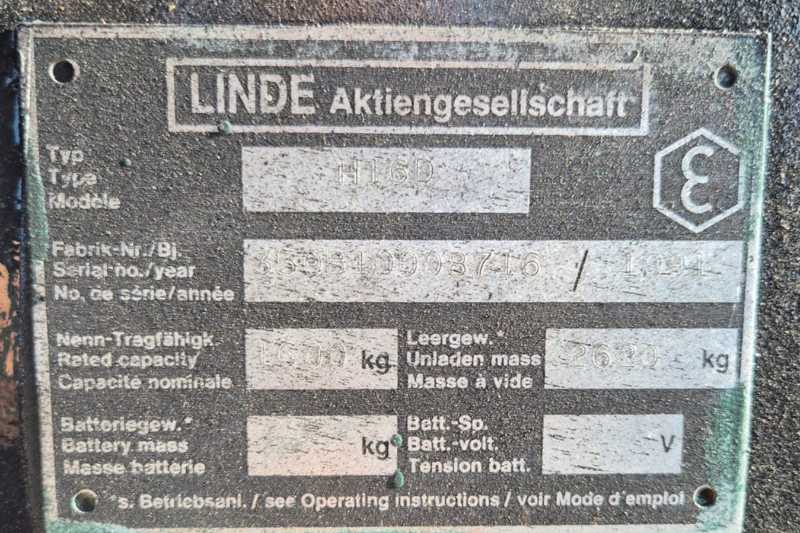 LINDE Aktiengesellschaft
Typ
Type
Modèle
H16D
Fabrik-Nr./Bj.
Serial no./year
No. de série/année
/
Nenn-Tragfähigk.
Rated capacity
Capacité nominale
1600 kg
Leergew.*
Unladen mass
Masse à vide
kg
Batteriegew.*
Battery mass
Masse batterie
kg
Batt.-Sp.
Batt.-volt.
Tension batt.
V
*s. Betriebsanl. / see Operating instructions / voir Mode d'emploi